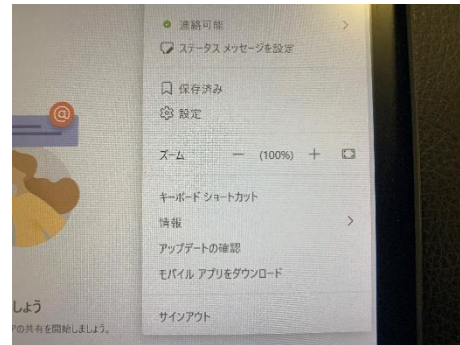 連絡可能
ステータス メッセージを設定
保存済み
設定
ズーム − (100%) +
キーボード ショートカット
情報
アップデートの確認
モバイル アプリをダウンロード
サインアウト
@
しょう
の共有を開始しましょう。